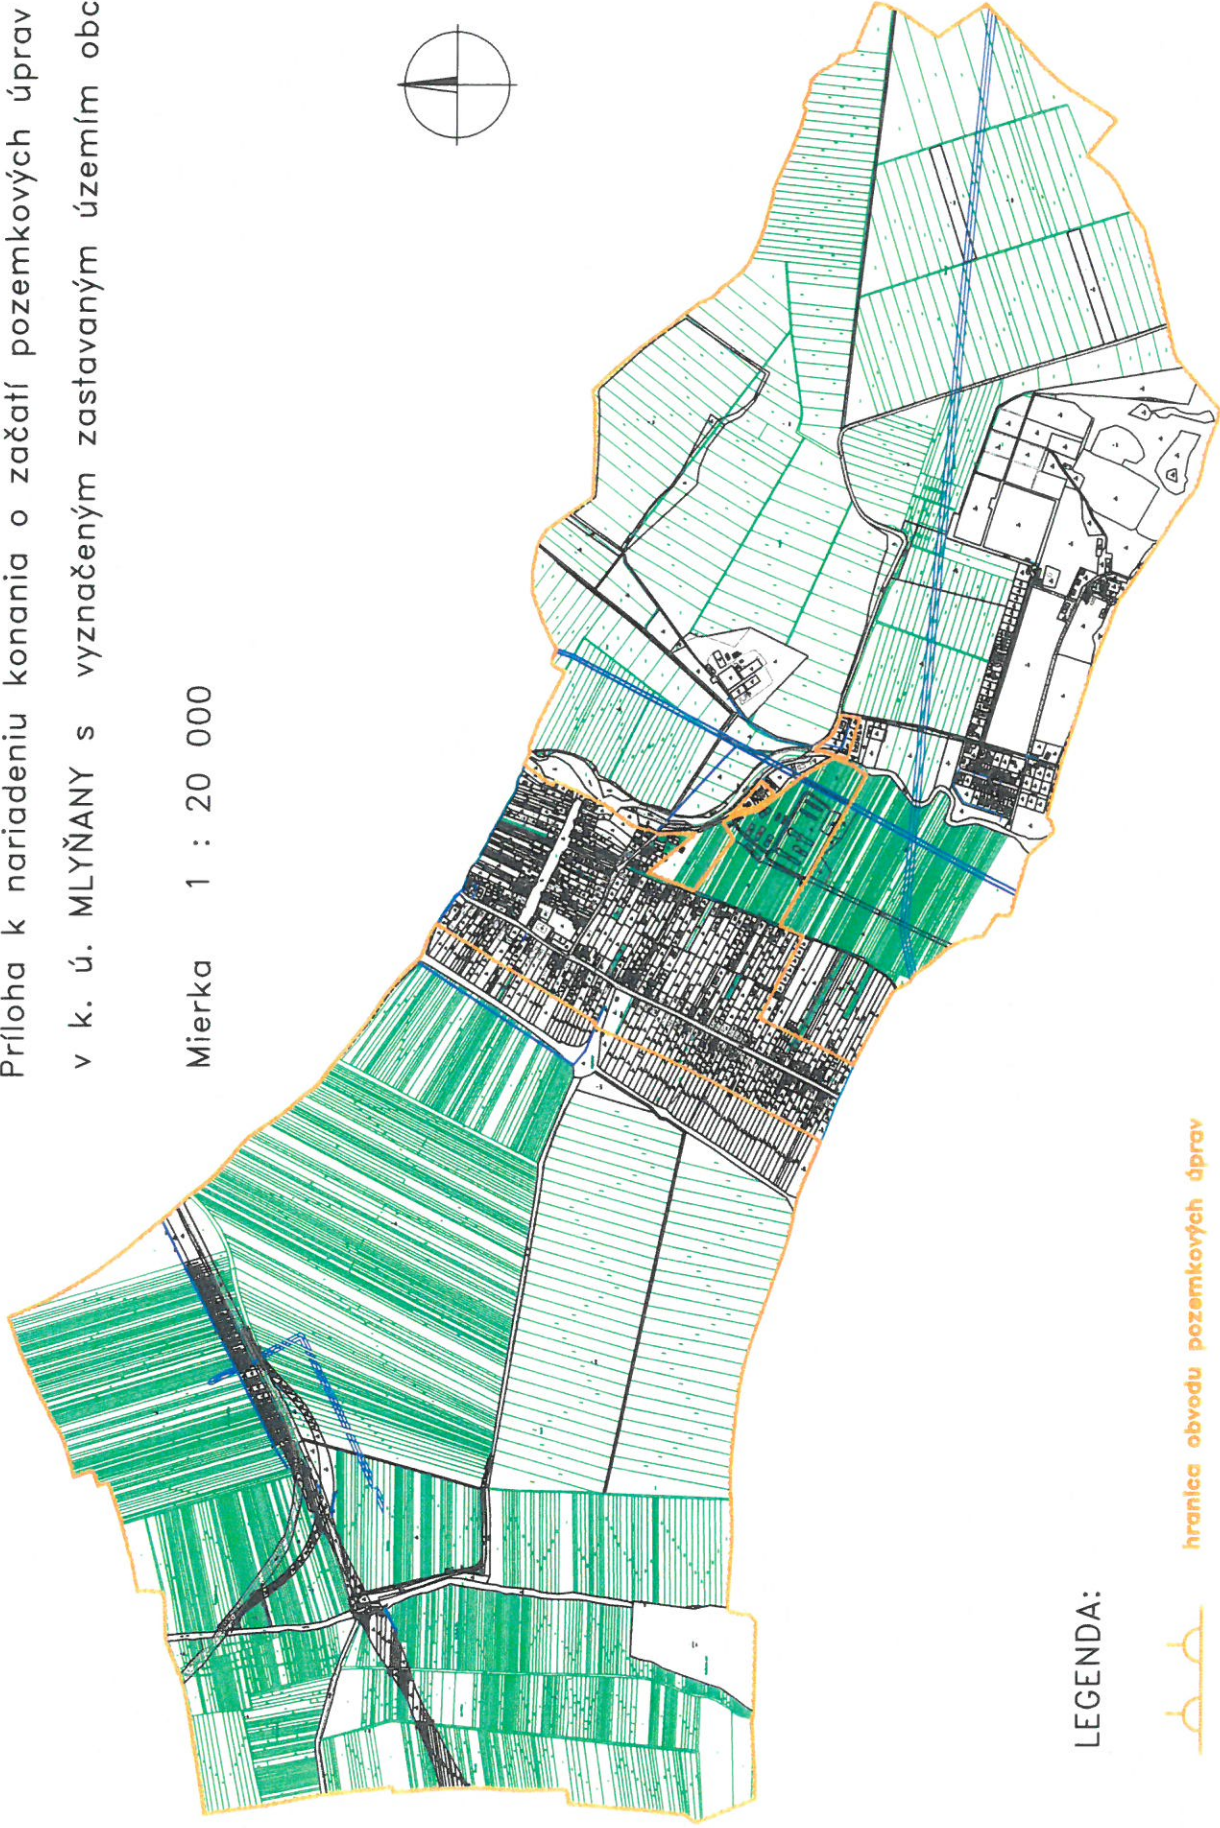 Príloha k nariadeniu konania o začatí pozemkových úprav
v k. ú. MLYŇANY s vyznačeným zastavaným územím obc
Mierka 1 : 20 000
LEGENDA:
hranica obvodu pozemkových úprav